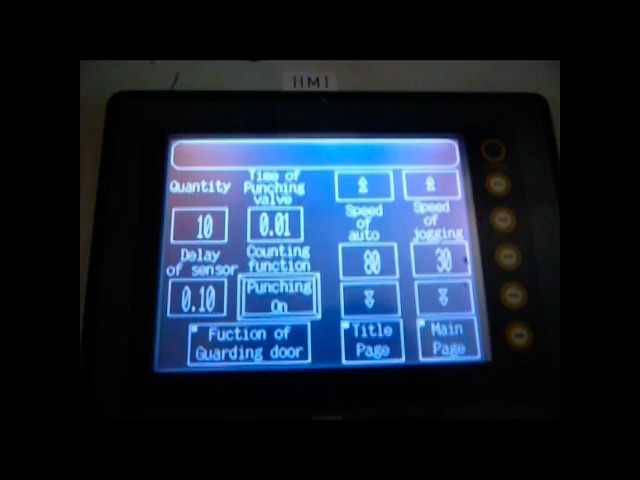 HMI
Quantity
Time of
Punching
valve
10
0.01
Speed
of
auto
Speed
of
jogging
Delay
of sensor
Counting
function
80
30
0.10
Punching
On
Fuction of
Guarding door
Title
Page
Main
Page